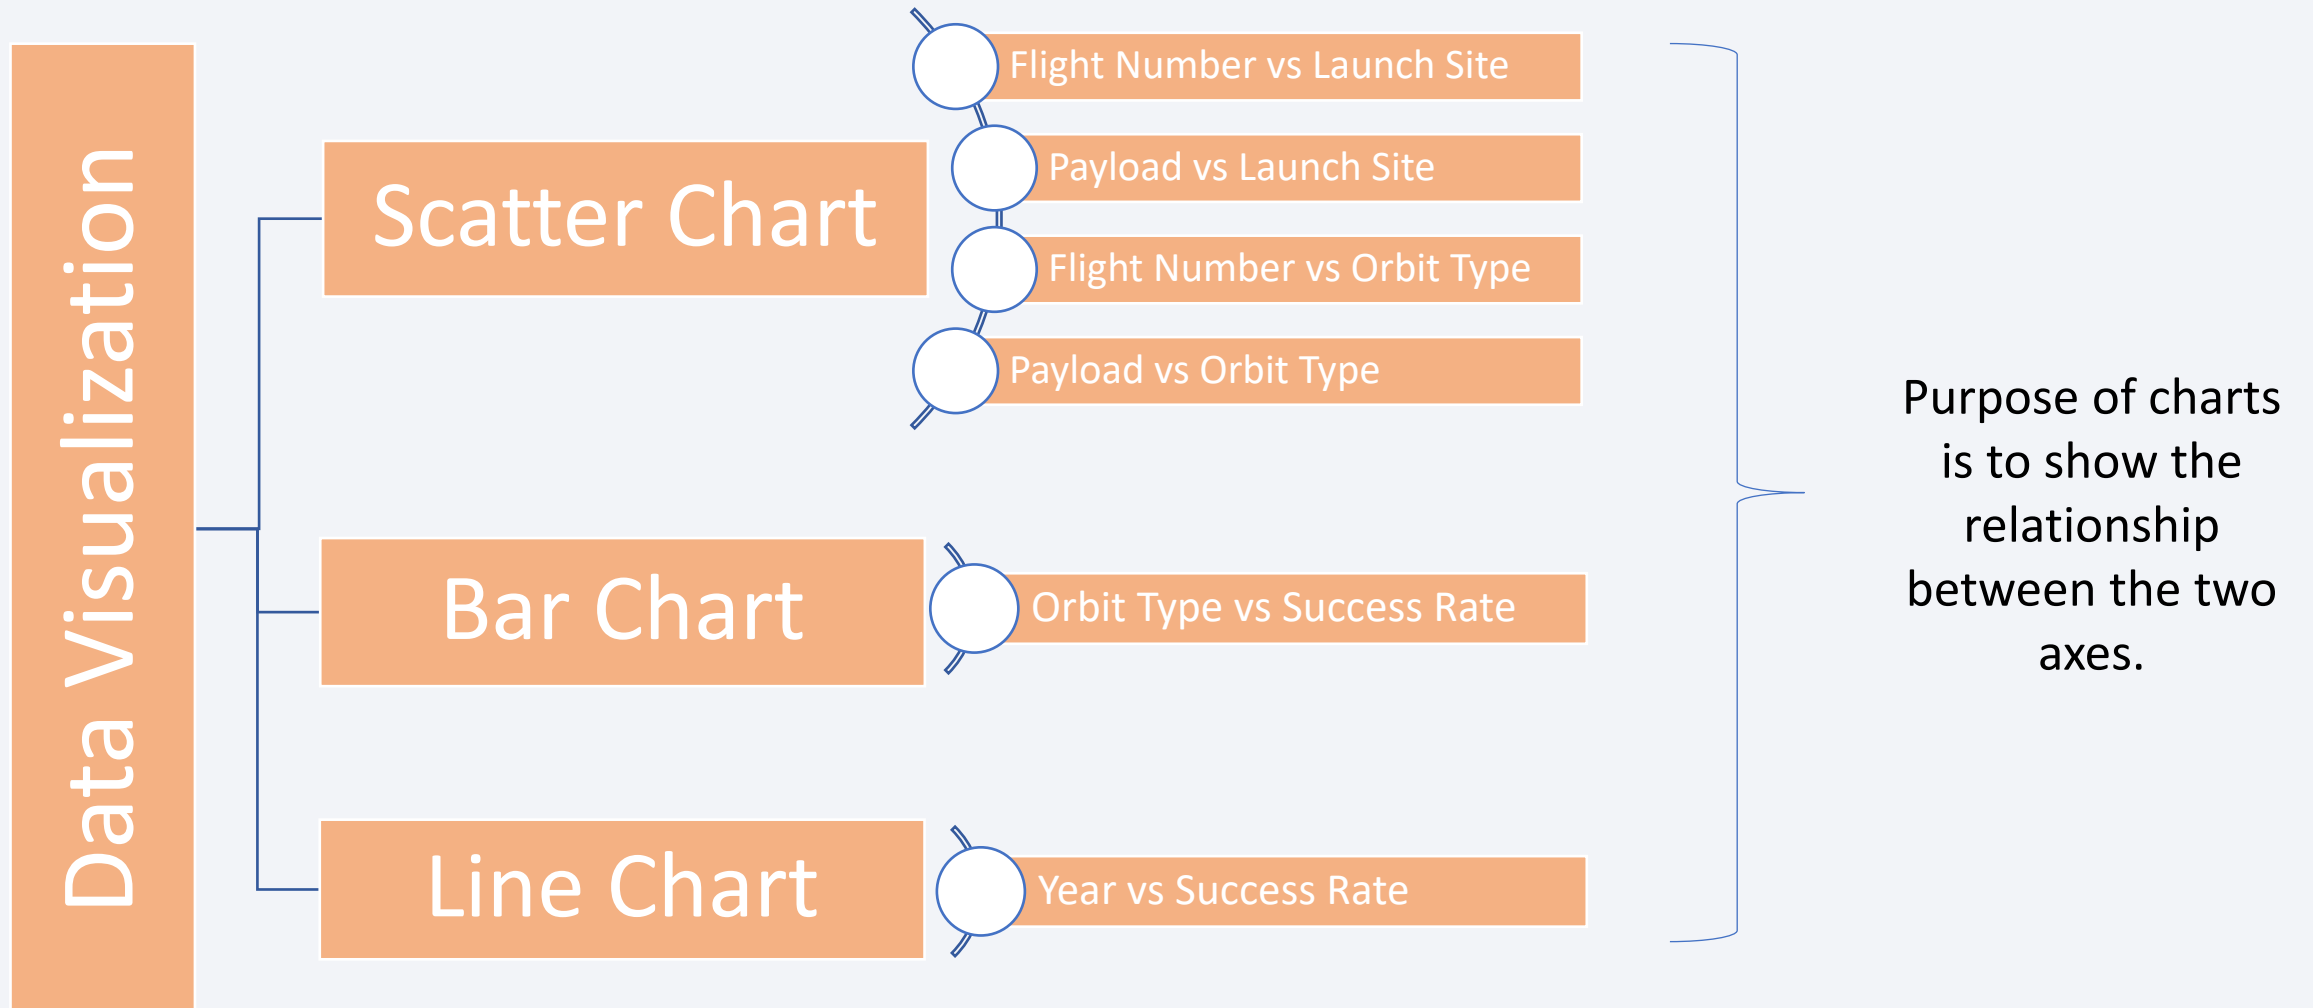 Data Visualization
Scatter Chart
Flight Number vs Launch Site
Payload vs Launch Site
Flight Number vs Orbit Type
Payload vs Orbit Type
Bar Chart
Orbit Type vs Success Rate
Line Chart
Year vs Success Rate
Purpose of charts
is to show the
relationship
between the two
axes.